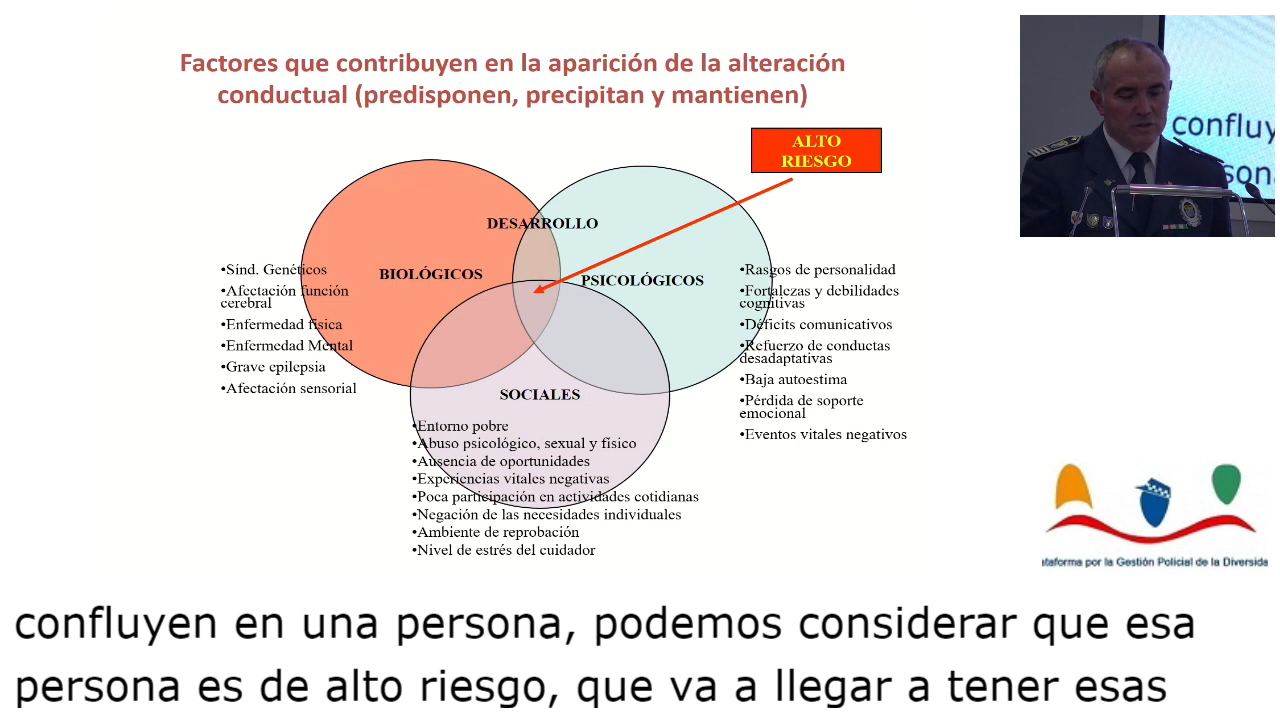 Factores que contribuyen en la aparición de la alteración
conductual (predisponen, precipitan y mantienen)
ALTO
RIESGO
DESARROLLO
BIOLÓGICOS
PSICOLÓGICOS
•Sínd. Genéticos
•Afectación función
cerebral
•Enfermedad física
•Enfermedad Mental
•Grave epilepsia
•Afectación sensorial
•Rasgos de personalidad
•Fortalezas y debilidades
cognitivas
•Déficits comunicativos
•Refuerzo de conductas
desadaptativas
•Baja autoestima
•Pérdida de soporte
emocional
•Eventos vitales negativos
SOCIALES
•Entorno pobre
•Abuso psicológico, sexual y físico
•Ausencia de oportunidades
•Experiencias vitales negativas
•Poca participación en actividades cotidianas
•Negación de las necesidades individuales
•Ambiente de reprobación
•Nivel de estrés del cuidador
confluy
son
ataforma por la Gestión Policial de la Diversida
confluyen en una persona, podemos considerar que esa
persona es de alto riesgo, que va a llegar a tener esas